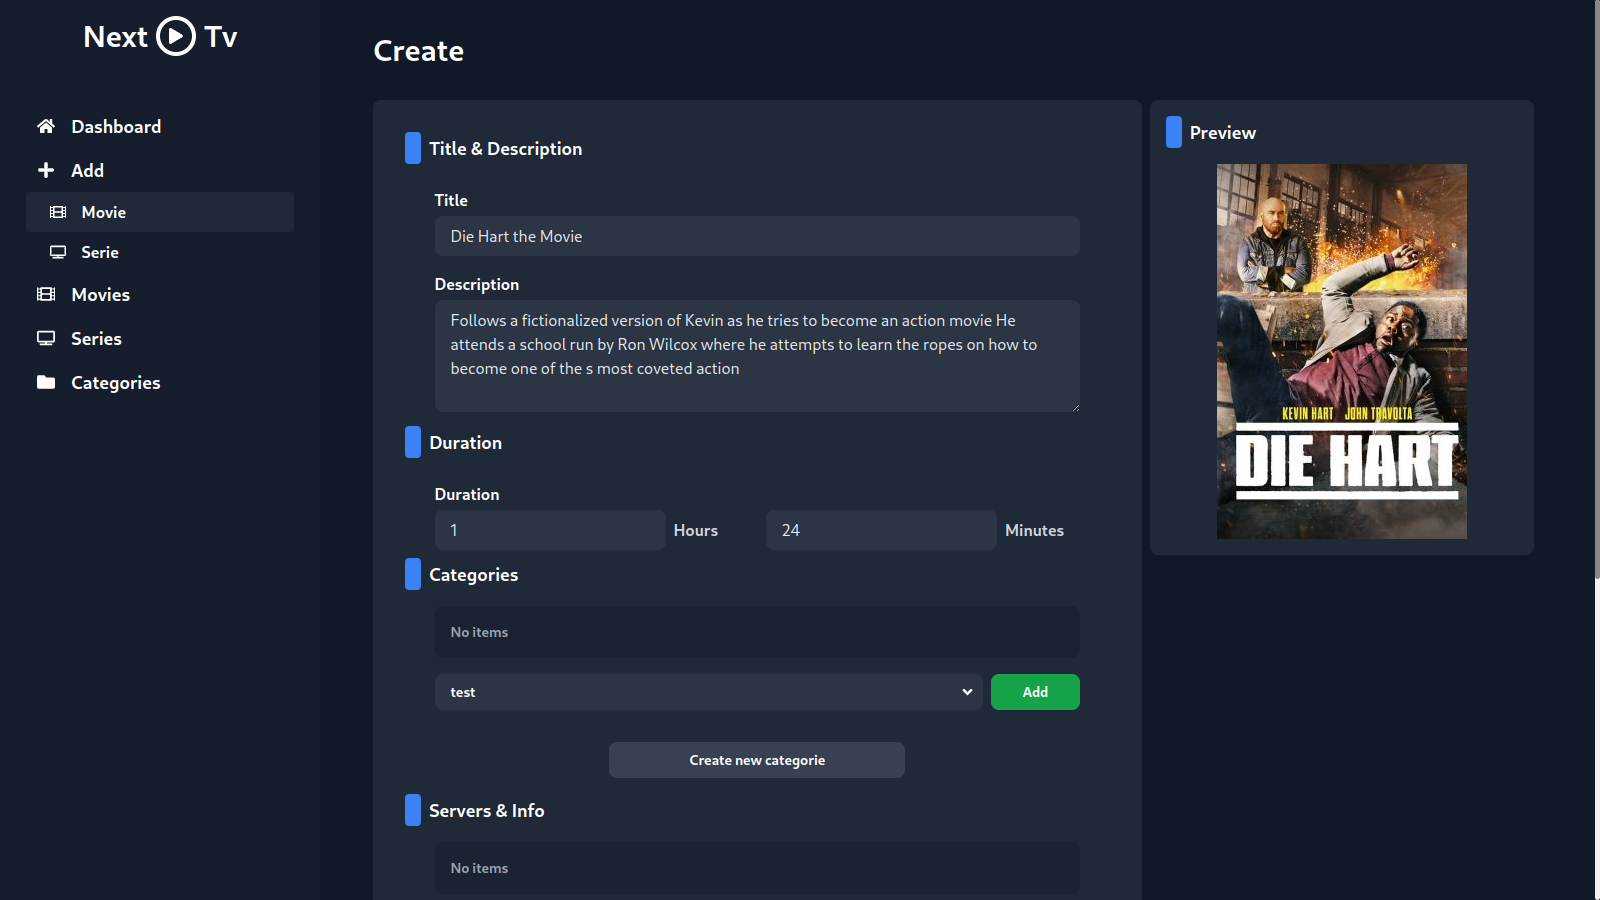 Next Tv
Dashboard
Add
Movie
Serie
Movies
Series
Categories
Create
Title & Description
Title
Die Hart the Movie
Description
Follows a fictionalized version of Kevin as he tries to become an action movie He
attends a school run by Ron Wilcox where he attempts to learn the ropes on how to
become one of the s most coveted action
Duration
Duration
1 Hours 24 Minutes
Categories
No items
test Add
Create new categorie
Servers & Info
No items
Preview
KEVIN HART JOHN TRAVOLTA
DIE HART